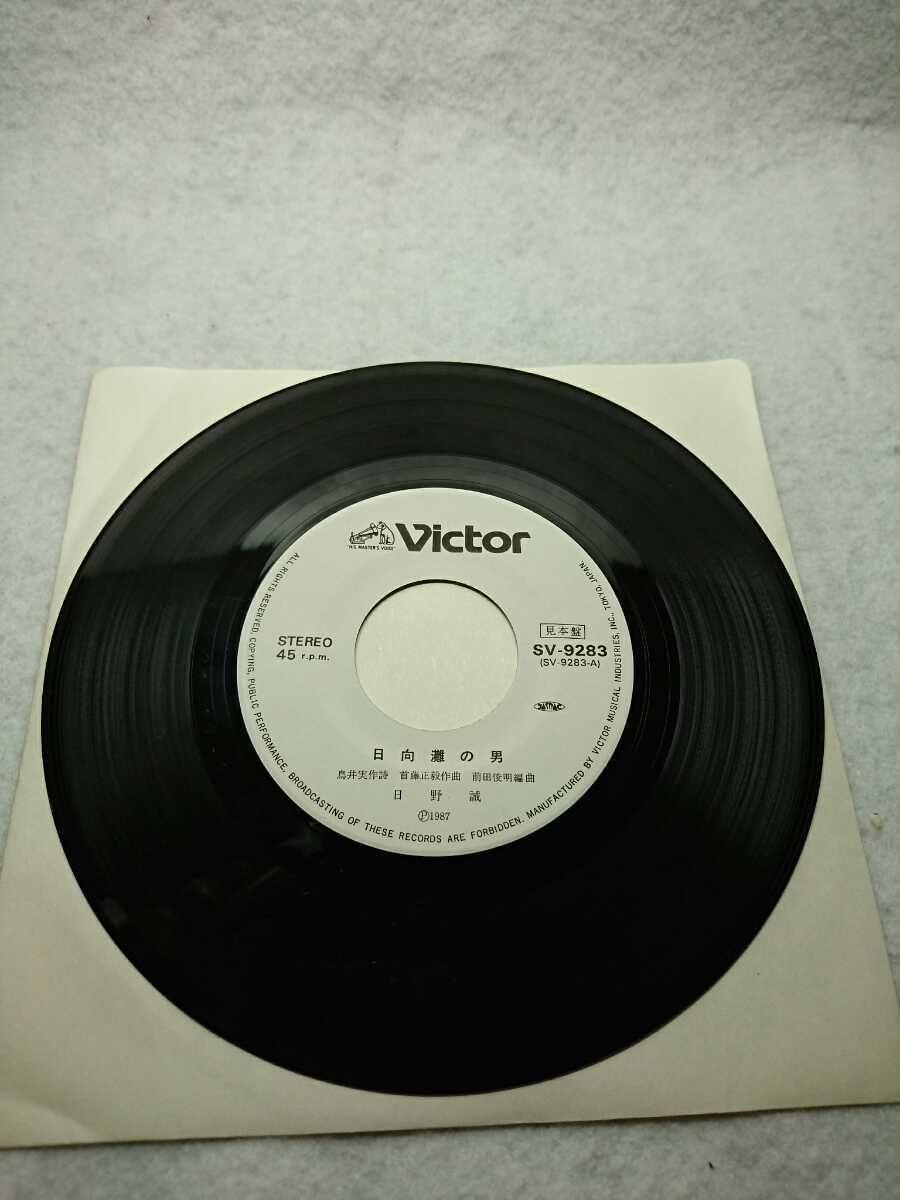 Victor
"HIS MASTER'S VOICE"
STEREO
45 r.p.m.
見本盤
SV-9283
(SV-9283-A)
JASRAC
日向灘の男
鳥井実作詩 首藤正毅作曲 前田俊明編曲
日野 誠
Ⓟ1987
ALL RIGHTS RESERVED. COPYING, PUBLIC PERFORMANCE, BROADCASTING OF THESE RECORDS ARE FORBIDDEN. MANUFACTURED BY VICTOR MUSICAL INDUSTRIES, INC., TOKYO, JAPAN.